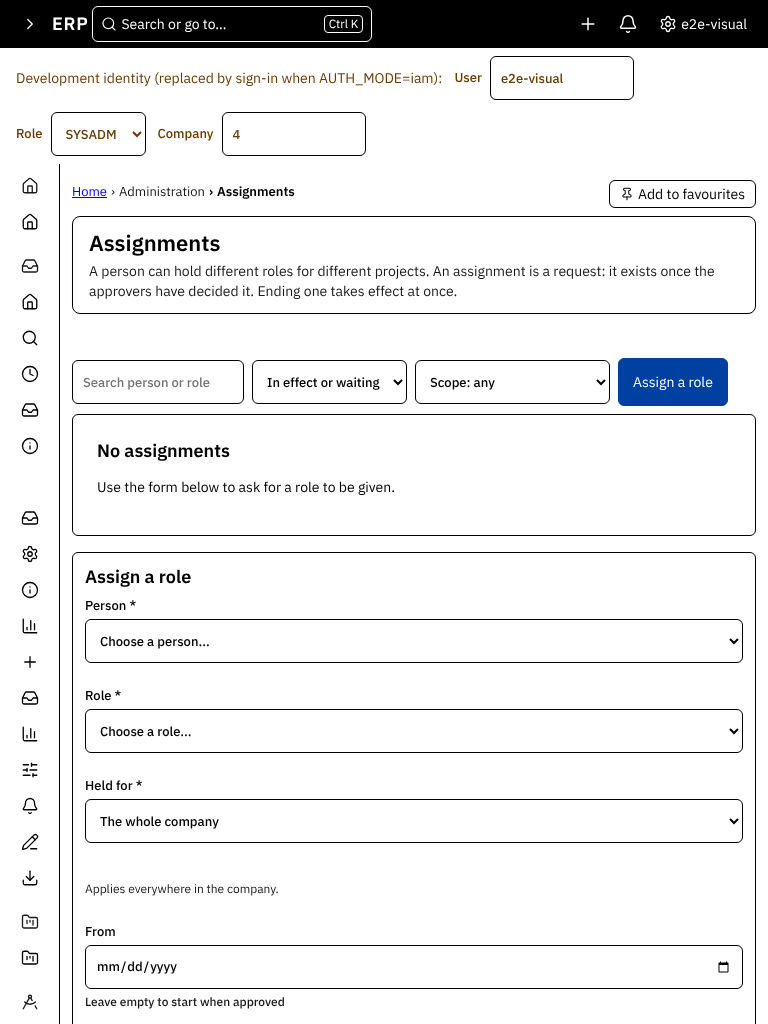 ERP
Search or go to...
Ctrl K
e2e-visual
Development identity (replaced by sign-in when AUTH_MODE=iam):
User
e2e-visual
Role
SYSADM
Company
4
Home › Administration › Assignments
Add to favourites
Assignments
A person can hold different roles for different projects. An assignment is a request: it exists once the
approvers have decided it. Ending one takes effect at once.
Search person or role
In effect or waiting
Scope: any
Assign a role
No assignments
Use the form below to ask for a role to be given.
Assign a role
Person *
Choose a person...
Role *
Choose a role...
Held for *
The whole company
Applies everywhere in the company.
From
mm/dd/yyyy
Leave empty to start when approved